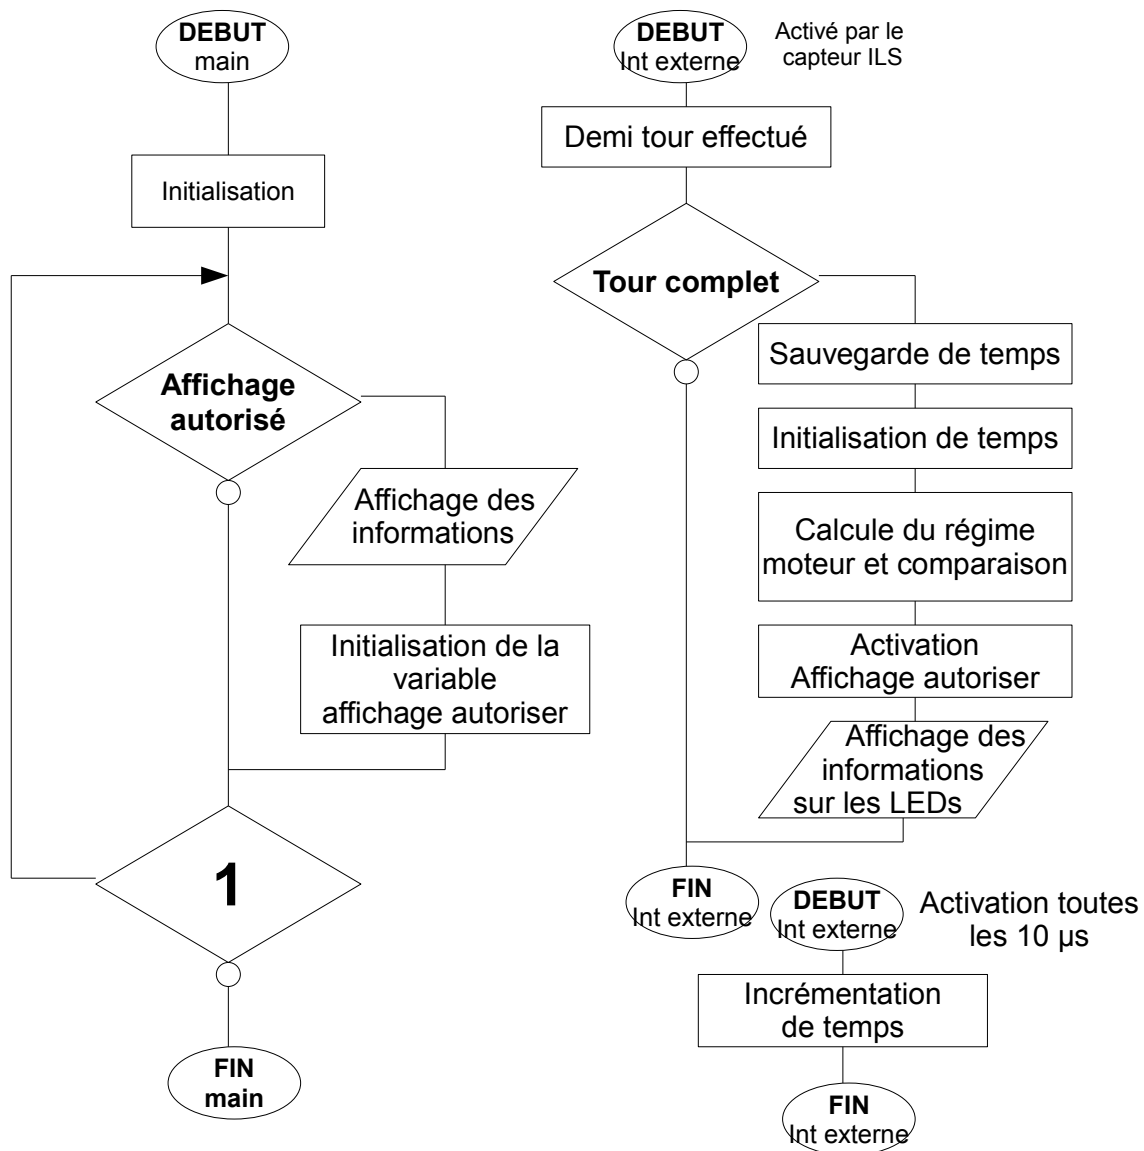 DEBUT
main
Initialisation
Affichage
autorisé
Affichage des
informations
Initialisation de la
variable
affichage autoriser
1
FIN
main
DEBUT
Int externe
Activé par le
capteur ILS
Demi tour effectué
Tour complet
Sauvegarde de temps
Initialisation de temps
Calcule du régime
moteur et comparaison
Activation
Affichage autoriser
Affichage des
informations
sur les LEDs
FIN
Int externe
DEBUT
Int externe
Activation toutes
les 10 µs
Incrémentation
de temps
FIN
Int externe